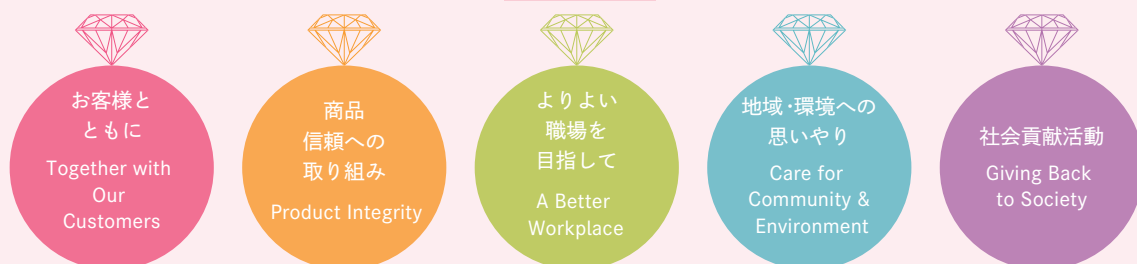 お客様と
ともに
Together with
Our
Customers
商品
信頼への
取り組み
Product Integrity
よりよい
職場を
目指して
A Better
Workplace
地域・環境への
思いやり
Care for
Community &
Environment
社会貢献活動
Giving Back
to Society